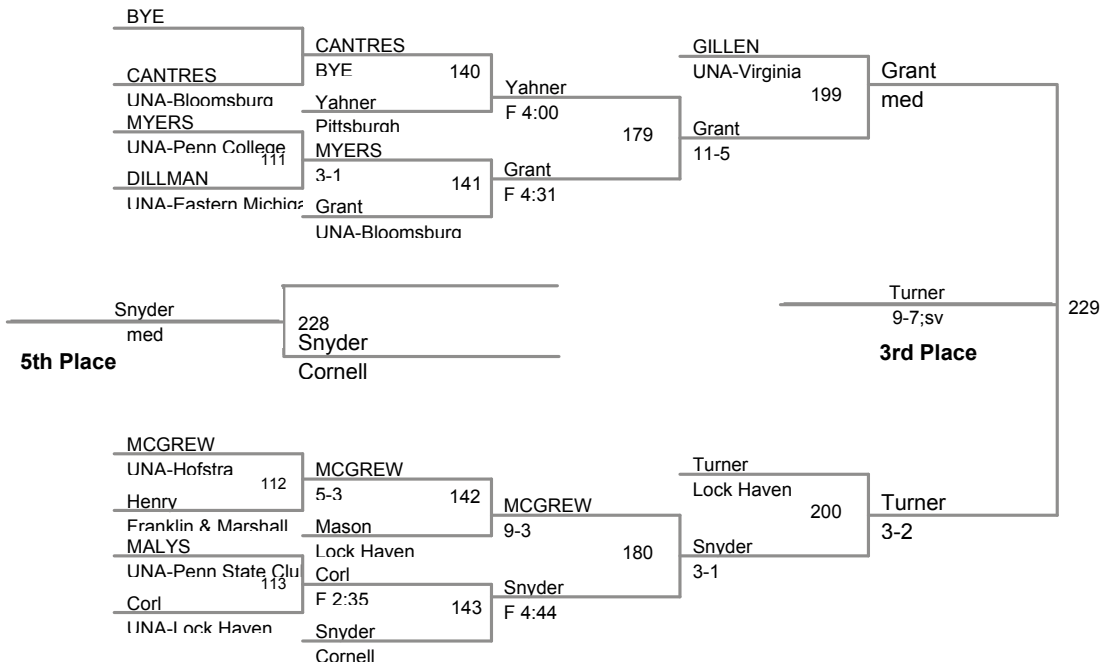 BYE
CANTRES
UNA-Bloomsburg
MYERS
UNA-Penn College
111
DILLMAN
UNA-Eastern Michiga
CANTRES
BYE
140
Yahner
Pittsburgh
MYERS
3-1
141
Grant
UNA-Bloomsburg
Yahner
F 4:00
179
Grant
F 4:31
GILLEN
UNA-Virginia
199
Grant
11-5
Grant
med
Snyder
med
5th Place
228
Snyder
Cornell
Turner
9-7;sv
3rd Place
229
MCGREW
UNA-Hofstra
112
Henry
Franklin & Marshall
MALYS
UNA-Penn State Clu
113
Corl
UNA-Lock Haven
MCGREW
5-3
142
Mason
Lock Haven
Corl
F 2:35
143
Snyder
Cornell
MCGREW
9-3
180
Snyder
F 4:44
Turner
Lock Haven
200
Snyder
3-1
Turner
3-2